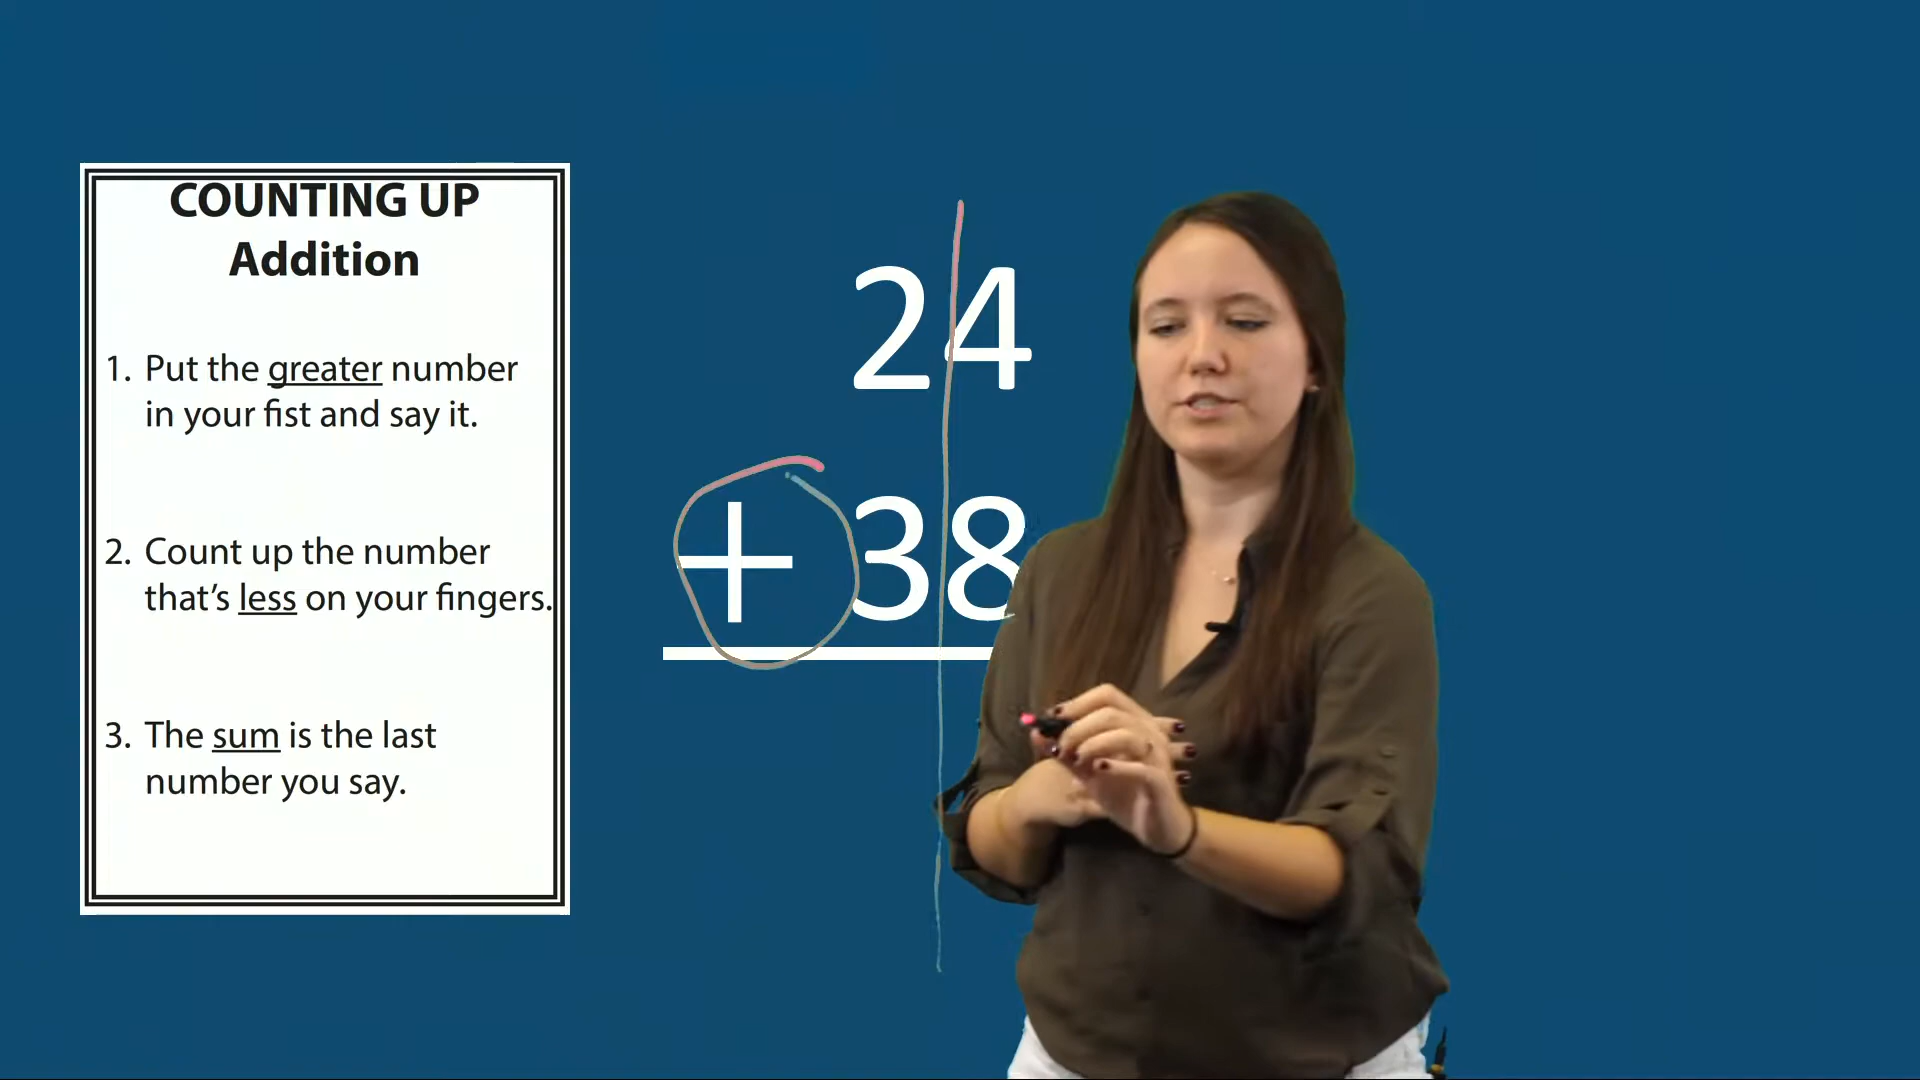 COUNTING UP
Addition
1. Put the greater number
in your fist and say it.
2. Count up the number
that's less on your fingers.
3. The sum is the last
number you say.
24
+ 38